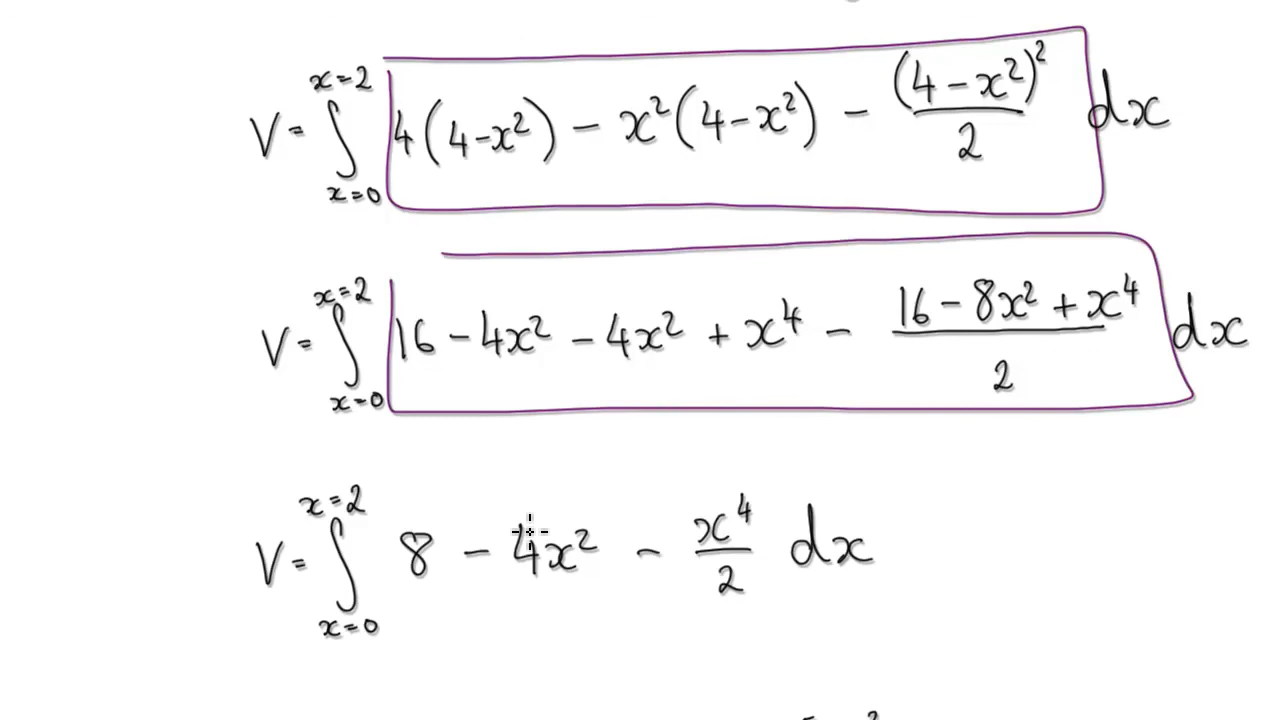 V = ∫_{x=0}^{x=2} 4(4-x²) - x²(4-x²) - (4-x²)²/2 dx
V = ∫_{x=0}^{x=2} 16 - 4x² - 4x² + x⁴ - (16 - 8x² + x⁴)/2 dx
V = ∫_{x=0}^{x=2} 8 - 4x² - x⁴/2 dx